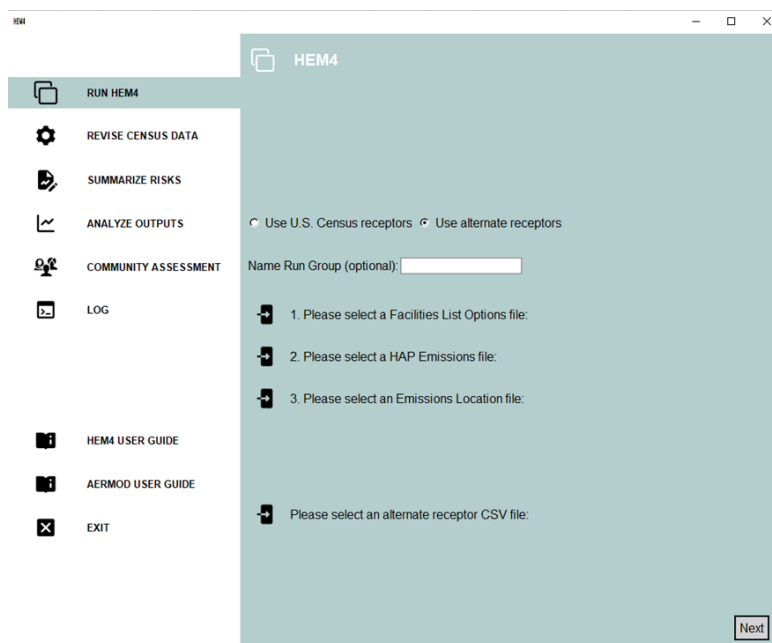 HEM4
HEM4
RUN HEM4
REVISE CENSUS DATA
SUMMARIZE RISKS
ANALYZE OUTPUTS
Use U.S. Census receptors Use alternate receptors
COMMUNITY ASSESSMENT
Name Run Group (optional):
LOG
1. Please select a Facilities List Options file:
2. Please select a HAP Emissions file:
3. Please select an Emissions Location file:
HEM4 USER GUIDE
AERMOD USER GUIDE
Please select an alternate receptor CSV file:
EXIT
Next